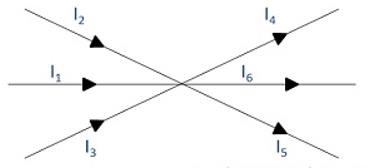 I₂ I₄
I₁ I₆
I₃ I₅